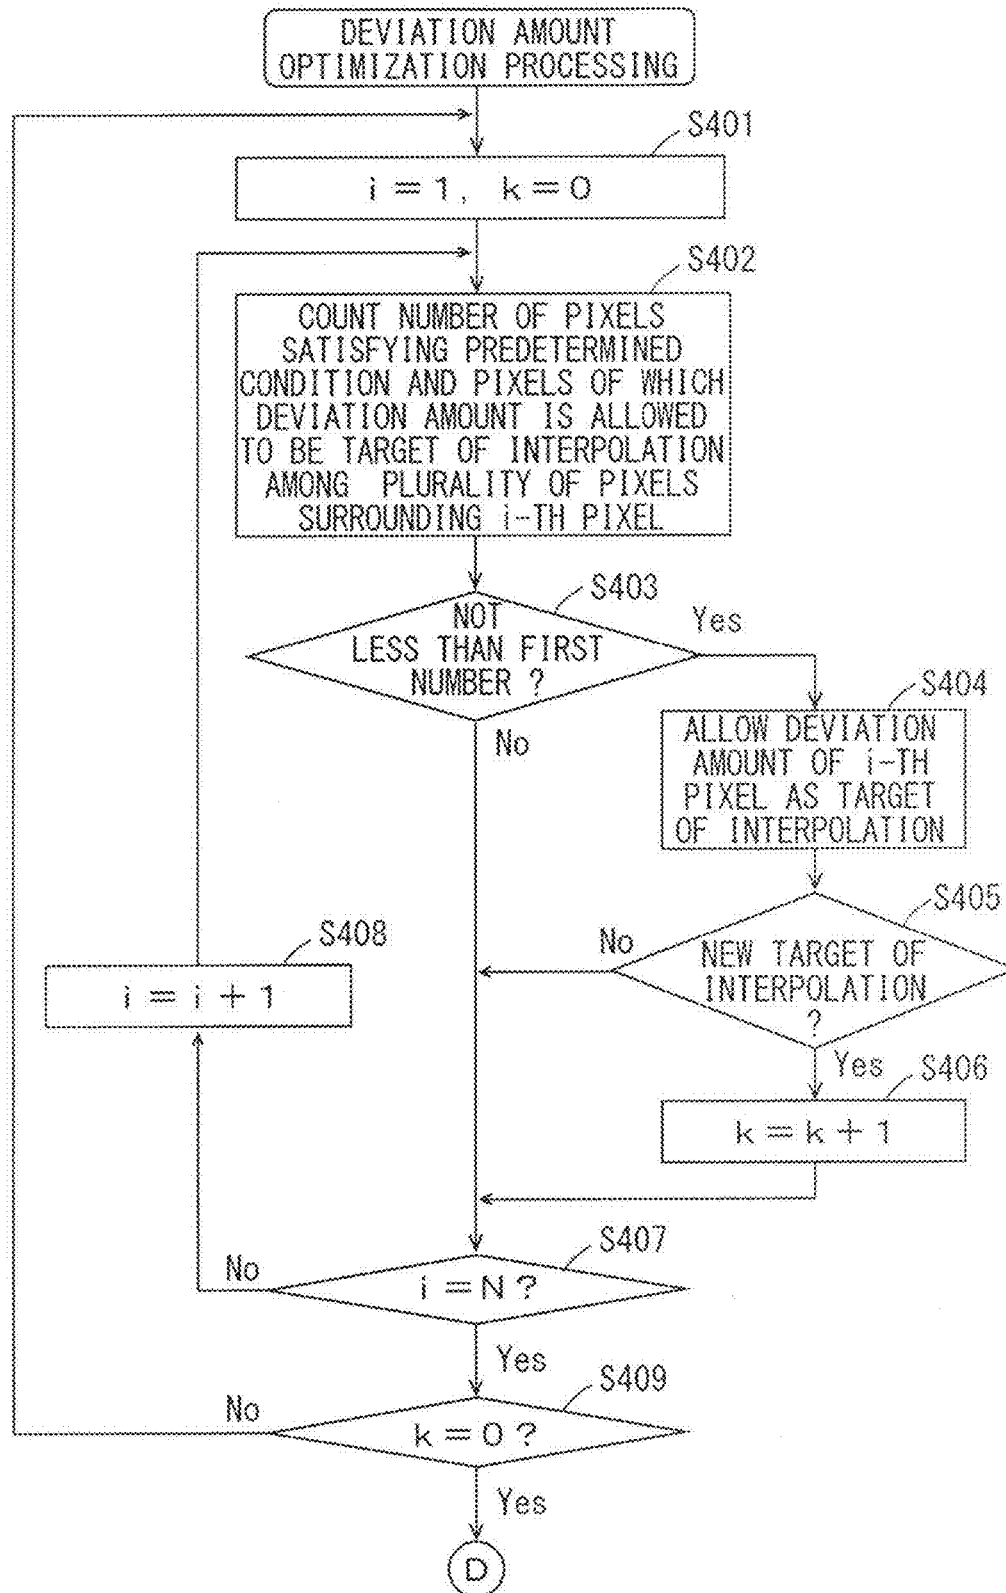 DEVIATION AMOUNT
OPTIMIZATION PROCESSING
S401
i = 1, k = 0
S402
COUNT NUMBER OF PIXELS
SATISFYING PREDETERMINED
CONDITION AND PIXELS OF WHICH
DEVIATION AMOUNT IS ALLOWED
TO BE TARGET OF INTERPOLATION
AMONG PLURALITY OF PIXELS
SURROUNDING i-TH PIXEL
S403
NOT
LESS THAN FIRST
NUMBER ?
Yes
No
S404
ALLOW DEVIATION
AMOUNT OF i-TH
PIXEL AS TARGET
OF INTERPOLATION
S405
NEW TARGET OF
INTERPOLATION
?
No
Yes
S406
k = k + 1
S408
i = i + 1
S407
i = N ?
No
Yes
S409
k = 0 ?
No
Yes
D